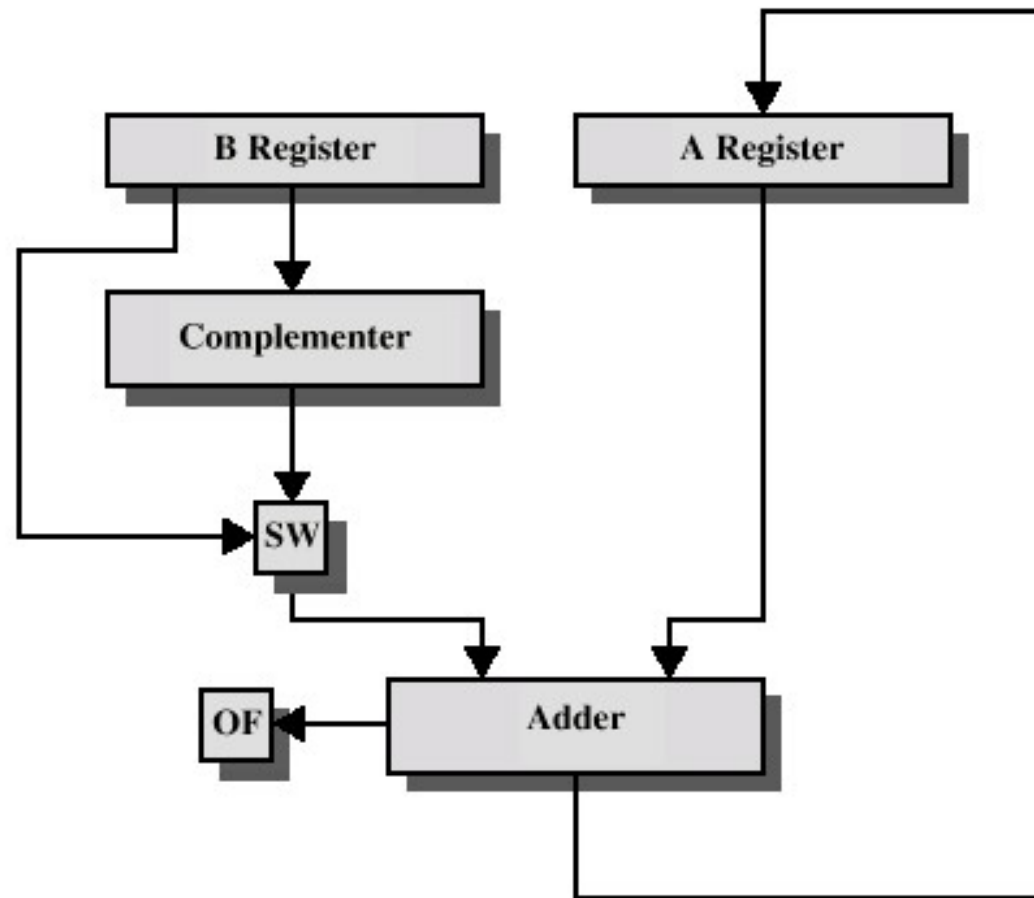 B Register
A Register
Complementer
SW
OF
Adder